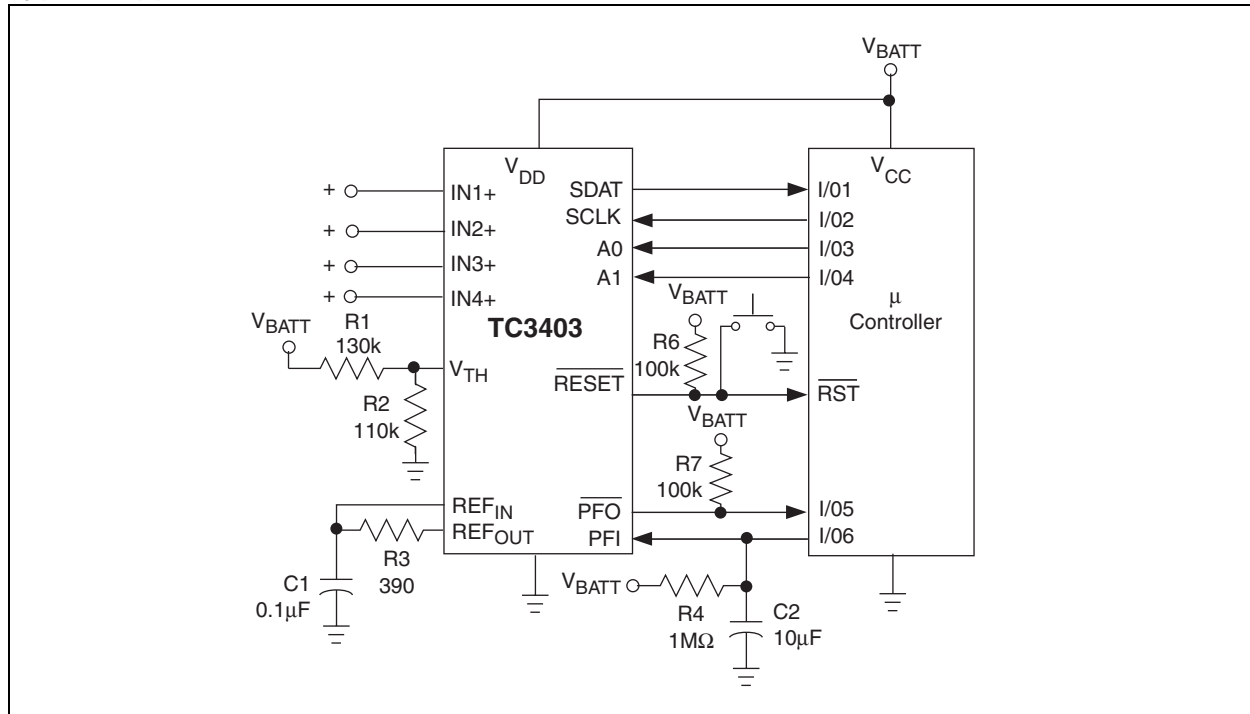 VBATT
VDD
VCC
IN1+
IN2+
IN3+
IN4+
+
+
+
+
SDAT
SCLK
A0
A1
I/01
I/02
I/03
I/04
TC3403
µ
Controller
VBATT
R1
130k
VTH
R2
110k
VBATT
R6
100k
RESET
RST
VBATT
R7
100k
REFIN
REFOUT
R3
390
C1
0.1µF
PFO
PFI
I/05
I/06
VBATT
R4
1MΩ
C2
10µF